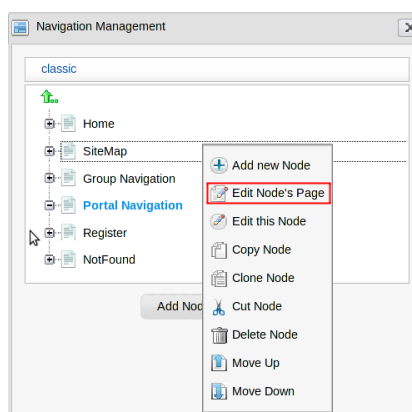 Navigation Management
classic
Home
SiteMap
Group Navigation
Portal Navigation
Register
NotFound
Add Nod
Add new Node
Edit Node's Page
Edit this Node
Copy Node
Clone Node
Cut Node
Delete Node
Move Up
Move Down